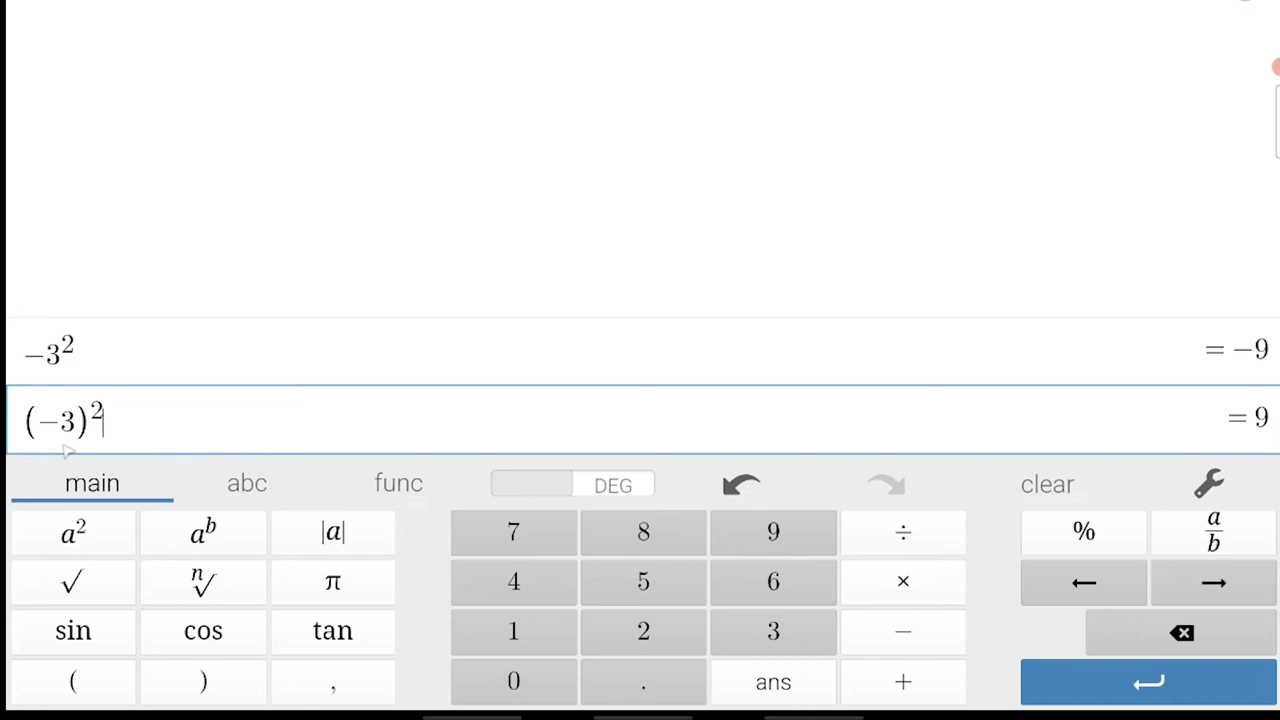 −3² = −9
(−3)² = 9
main abc func DEG clear
a² aᵇ |a| 7 8 9 ÷ % a/b
√ ⁿ√ π 4 5 6 × ← →
sin cos tan 1 2 3 −
( ) , 0 . ans +